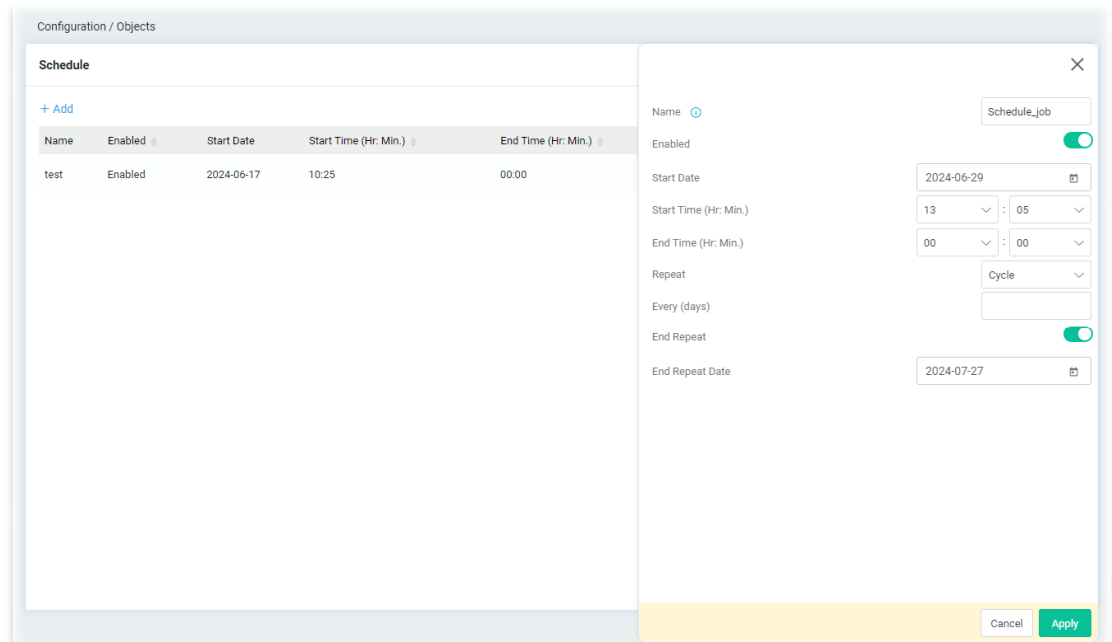 Configuration / Objects
Schedule
+ Add
Name Enabled Start Date Start Time (Hr: Min.) End Time (Hr: Min.)
test Enabled 2024-06-17 10:25 00:00
Name Schedule_job
Enabled
Start Date 2024-06-29
Start Time (Hr: Min.) 13 : 05
End Time (Hr: Min.) 00 : 00
Repeat Cycle
Every (days)
End Repeat
End Repeat Date 2024-07-27
Cancel Apply